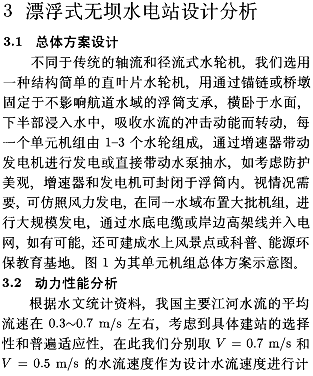 3 漂浮式无坝水电站设计分析
3.1 总体方案设计
不同于传统的轴流和径流式水轮机，我们选用
一种结构简单的直叶片水轮机，用通过锚链或桥墩
固定于不影响航道水域的浮筒支承，横卧于水面，
下半部浸入水中，吸收水流的冲击动能而转动，每
一个单元机组由 1-3 个水轮组成，通过增速器带动
发电机进行发电或直接带动水泵抽水，如考虑防护
美观，增速器和发电机可封闭于浮筒内。视情况需
要，可仿照风力发电，在同一水域布置大批机组，进
行大规模发电，通过水底电缆或岸边高架线并入电
网，如有可能，还可建成水上风景点或科普、能源环
保教育基地。图 1 为其单元机组总体方案示意图。
3.2 动力性能分析
根据水文统计资料，我国主要江河水流的平均
流速在 0.3~0.7 m/s 左右，考虑到具体建站的选择
性和普遍适应性，在此我们分别取 V = 0.7 m/s 和
V = 0.5 m/s 的水流速度作为设计水流速度进行计